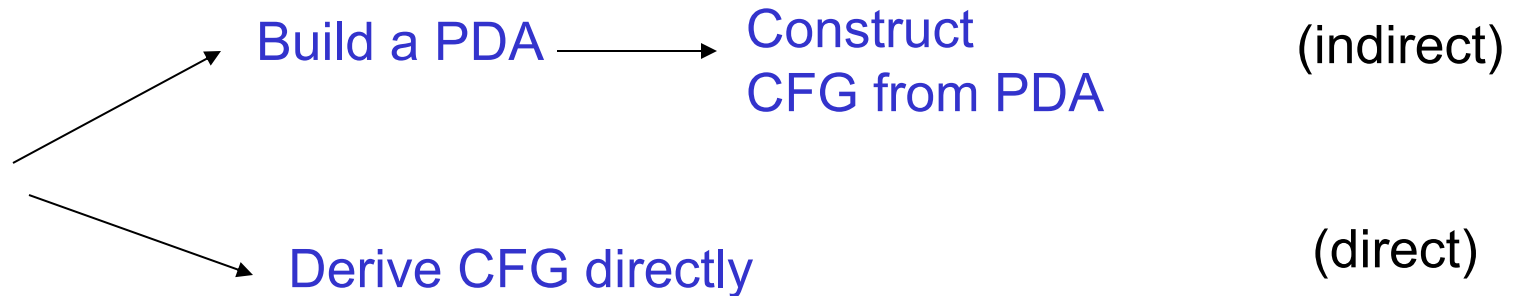 Build a PDA
Construct
CFG from PDA
(indirect)
Derive CFG directly
(direct)